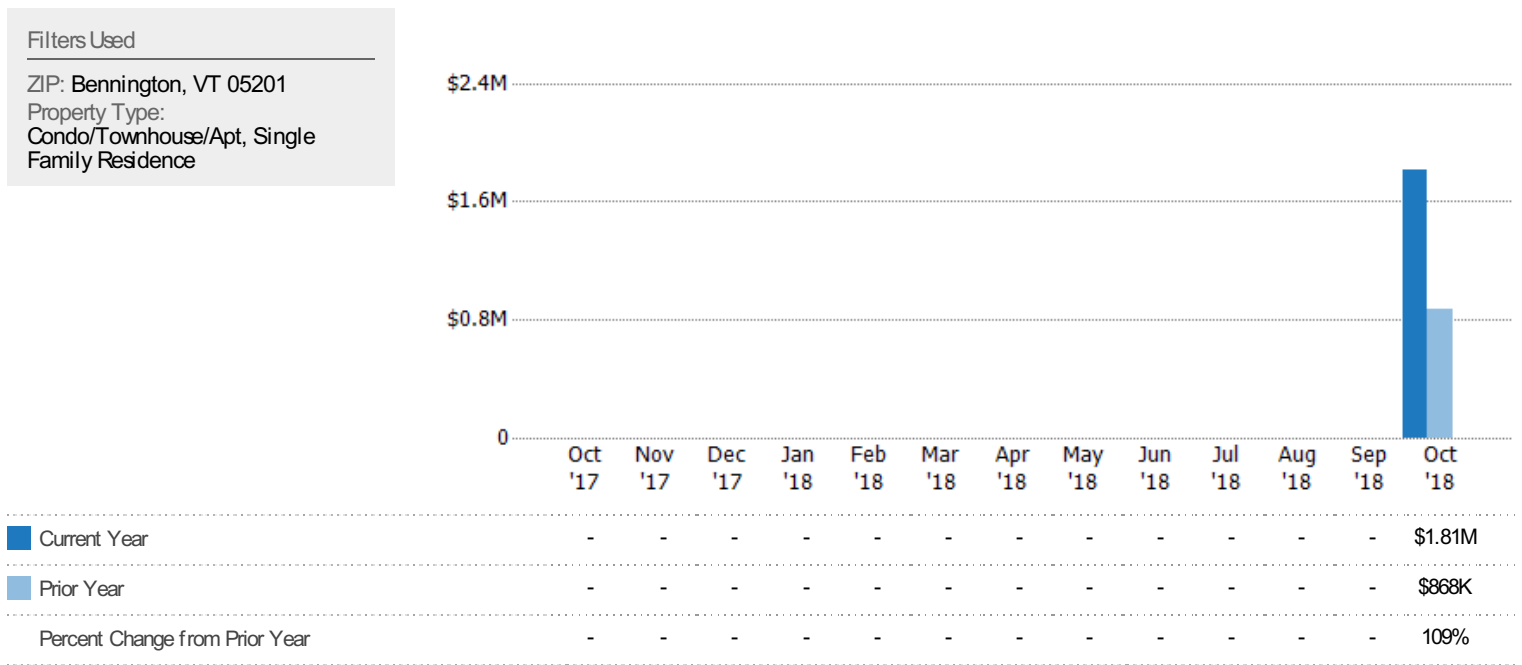 Filters Used
ZIP: Bennington, VT 05201
Property Type:
Condo/Townhouse/Apt, Single
Family Residence
$2.4M
$1.6M
$0.8M
0
Oct Nov Dec Jan Feb Mar Apr May Jun Jul Aug Sep Oct
'17 '17 '17 '18 '18 '18 '18 '18 '18 '18 '18 '18 '18
Current Year - - - - - - - - - - - - $1.81M
Prior Year - - - - - - - - - - - - $868K
Percent Change from Prior Year - - - - - - - - - - - - 109%